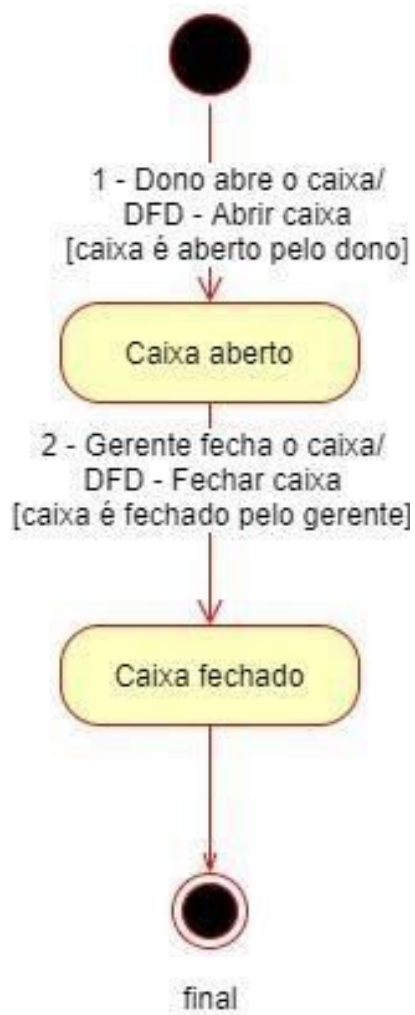 1 - Dono abre o caixa/
DFD - Abrir caixa
[caixa é aberto pelo dono]
Caixa aberto
2 - Gerente fecha o caixa/
DFD - Fechar caixa
[caixa é fechado pelo gerente]
Caixa fechado
final